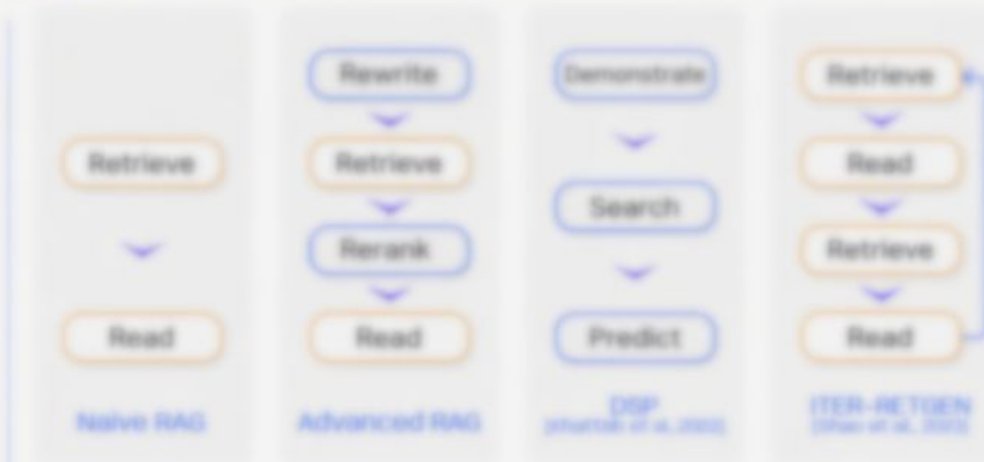 Retrieve
Read
Naive RAG
Rewrite
Retrieve
Rerank
Read
Advanced RAG
Demonstrate
Search
Predict
DSP
Retrieve
Read
Retrieve
Read
ITER-RETGEN